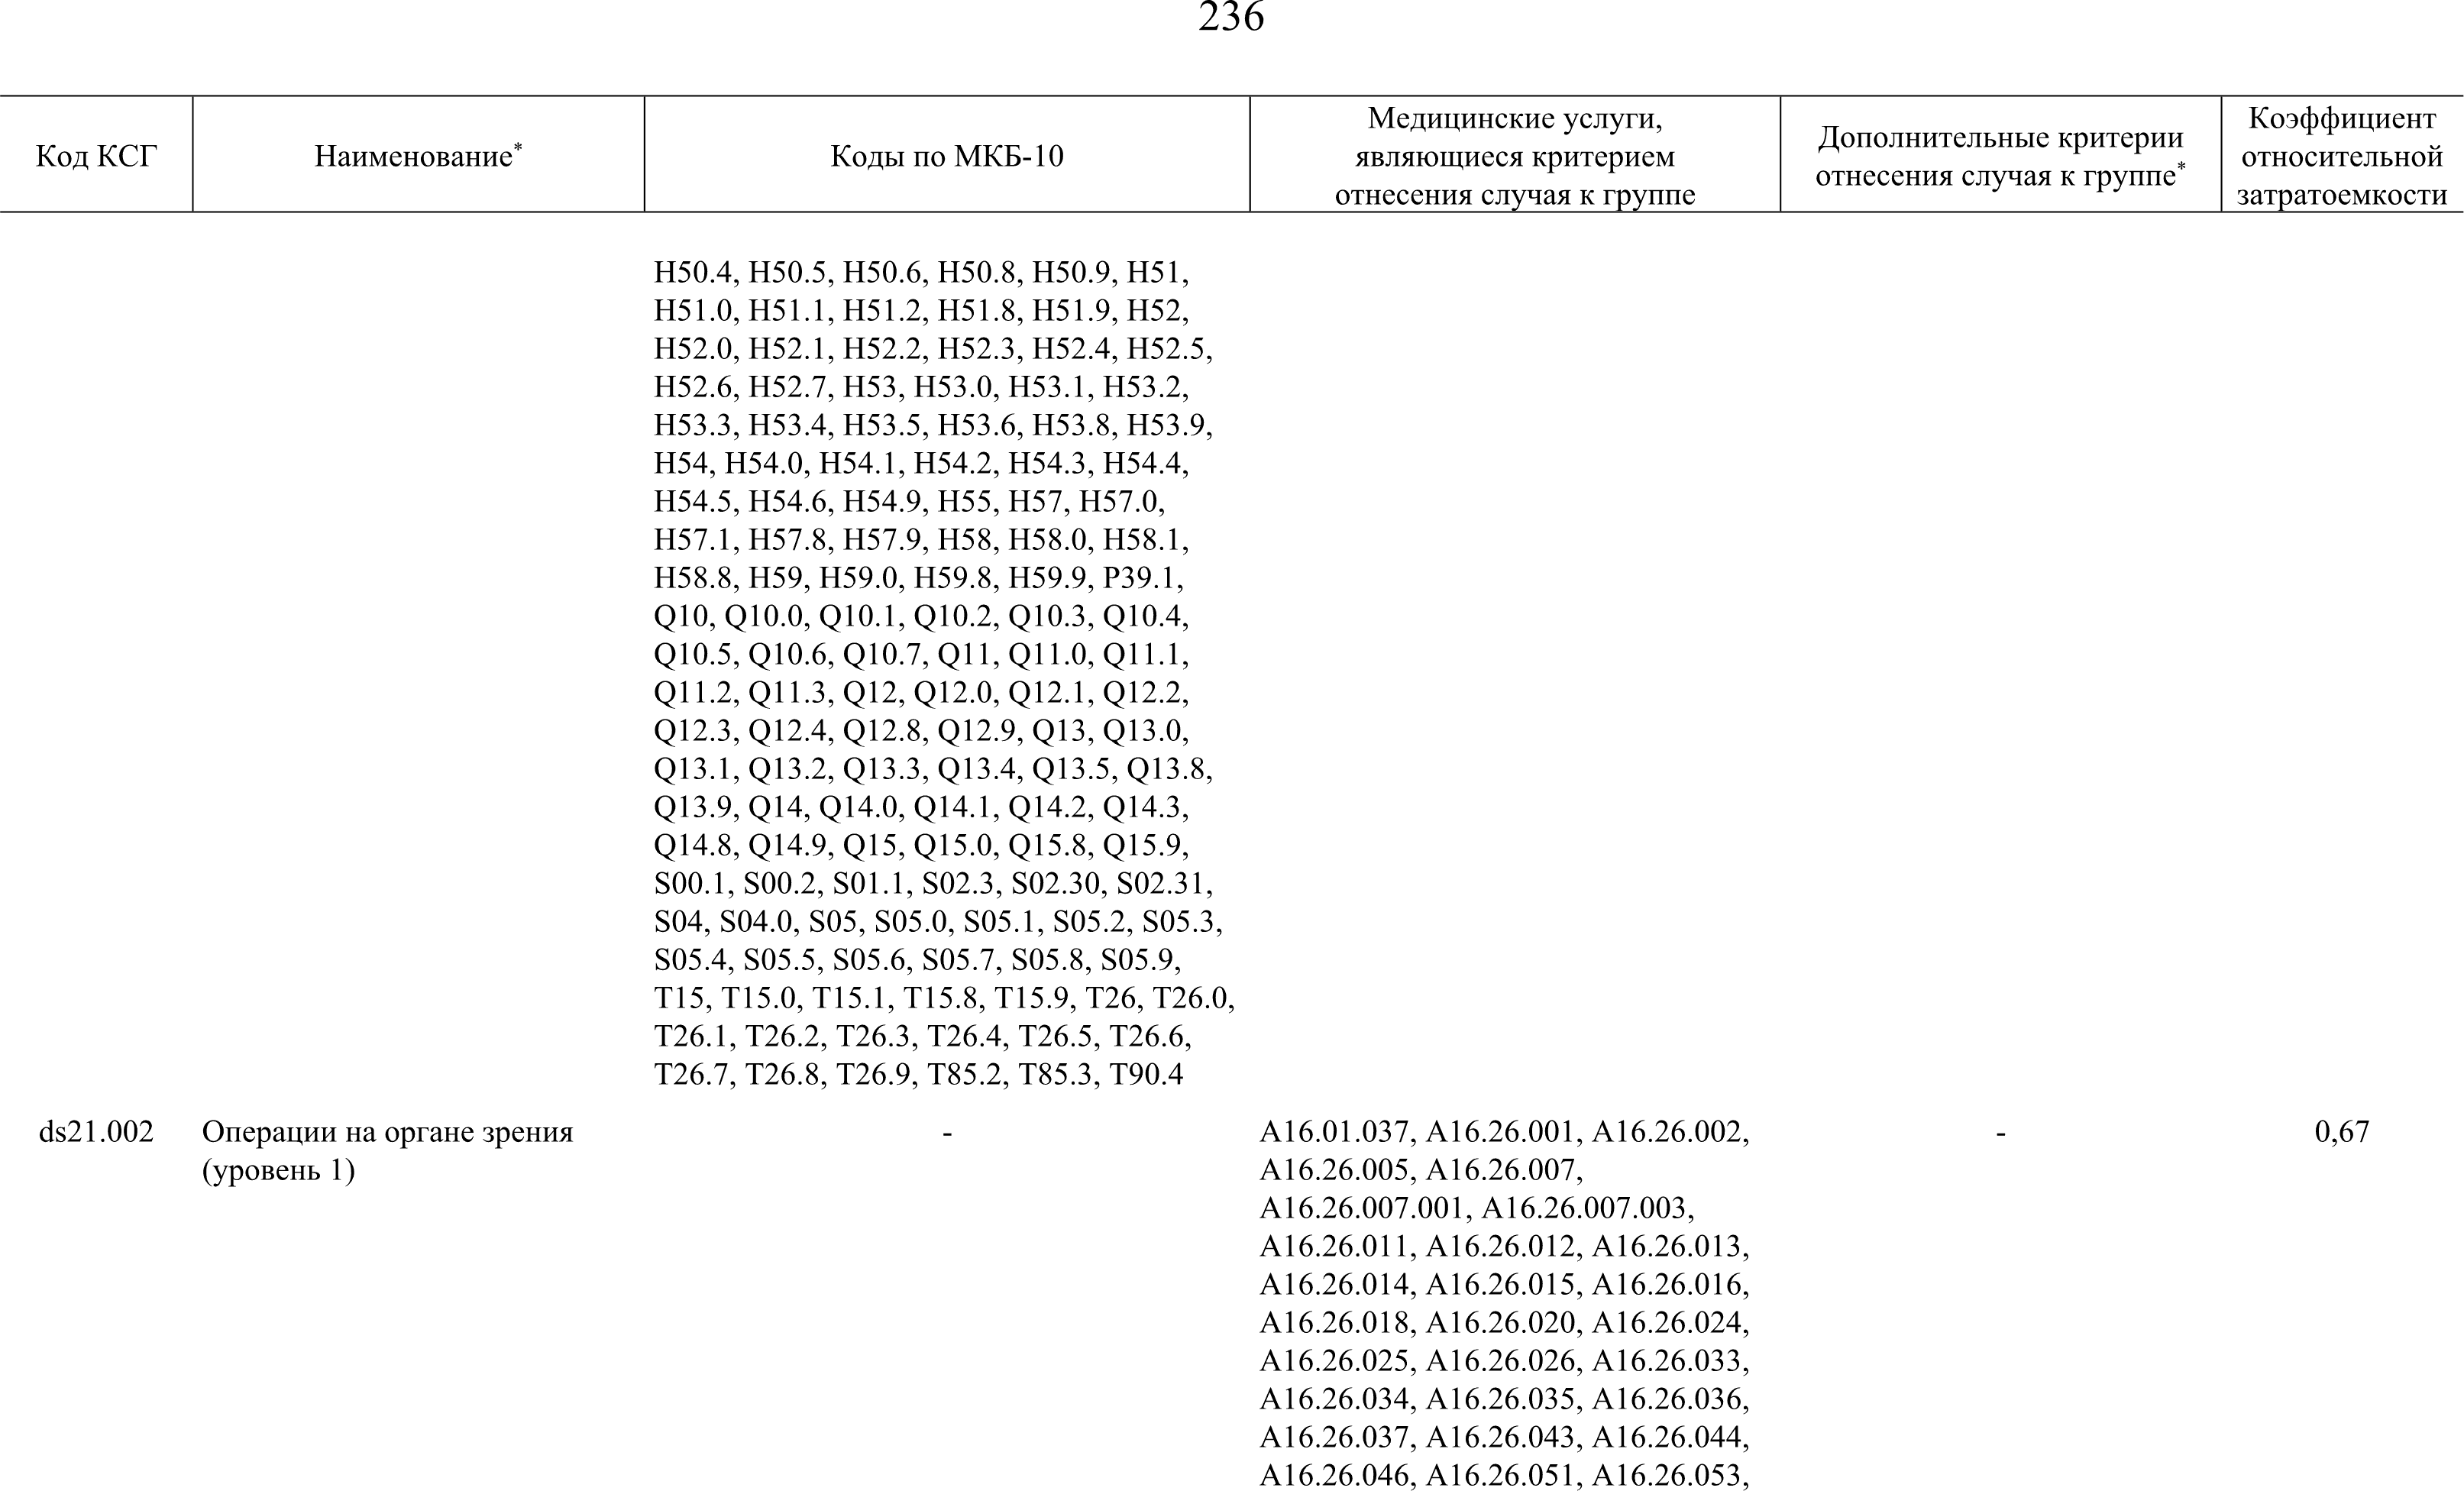 236
Код КСГ
Наименование*
Коды по МКБ-10
Медицинские услуги,
являющиеся критерием
отнесения случая к группе
Дополнительные критерии
отнесения случая к группе*
Коэффициент
относительной
затратоемкости
H50.4, H50.5, H50.6, H50.8, H50.9, H51,
H51.0, H51.1, H51.2, H51.8, H51.9, H52,
H52.0, H52.1, H52.2, H52.3, H52.4, H52.5,
H52.6, H52.7, H53, H53.0, H53.1, H53.2,
H53.3, H53.4, H53.5, H53.6, H53.8, H53.9,
H54, H54.0, H54.1, H54.2, H54.3, H54.4,
H54.5, H54.6, H54.9, H55, H57, H57.0,
H57.1, H57.8, H57.9, H58, H58.0, H58.1,
H58.8, H59, H59.0, H59.8, H59.9, P39.1,
Q10, Q10.0, Q10.1, Q10.2, Q10.3, Q10.4,
Q10.5, Q10.6, Q10.7, Q11, Q11.0, Q11.1,
Q11.2, Q11.3, Q12, Q12.0, Q12.1, Q12.2,
Q12.3, Q12.4, Q12.8, Q12.9, Q13, Q13.0,
Q13.1, Q13.2, Q13.3, Q13.4, Q13.5, Q13.8,
Q13.9, Q14, Q14.0, Q14.1, Q14.2, Q14.3,
Q14.8, Q14.9, Q15, Q15.0, Q15.8, Q15.9,
S00.1, S00.2, S01.1, S02.3, S02.30, S02.31,
S04, S04.0, S05, S05.0, S05.1, S05.2, S05.3,
S05.4, S05.5, S05.6, S05.7, S05.8, S05.9,
T15, T15.0, T15.1, T15.8, T15.9, T26, T26.0,
T26.1, T26.2, T26.3, T26.4, T26.5, T26.6,
T26.7, T26.8, T26.9, T85.2, T85.3, T90.4
ds21.002
Операции на органе зрения
(уровень 1)
-
A16.01.037, A16.26.001, A16.26.002,
A16.26.005, A16.26.007,
A16.26.007.001, A16.26.007.003,
A16.26.011, A16.26.012, A16.26.013,
A16.26.014, A16.26.015, A16.26.016,
A16.26.018, A16.26.020, A16.26.024,
A16.26.025, A16.26.026, A16.26.033,
A16.26.034, A16.26.035, A16.26.036,
A16.26.037, A16.26.043, A16.26.044,
A16.26.046, A16.26.051, A16.26.053,
-
0,67